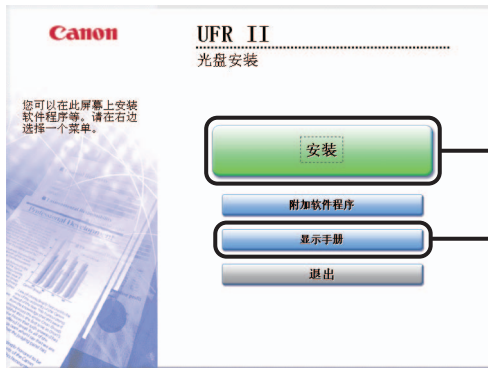 Canon
UFR II
光盘安装
您可以在此屏幕上安装
软件程序等。请在右边
选择一个菜单。
安装
附加软件程序
显示手册
退出